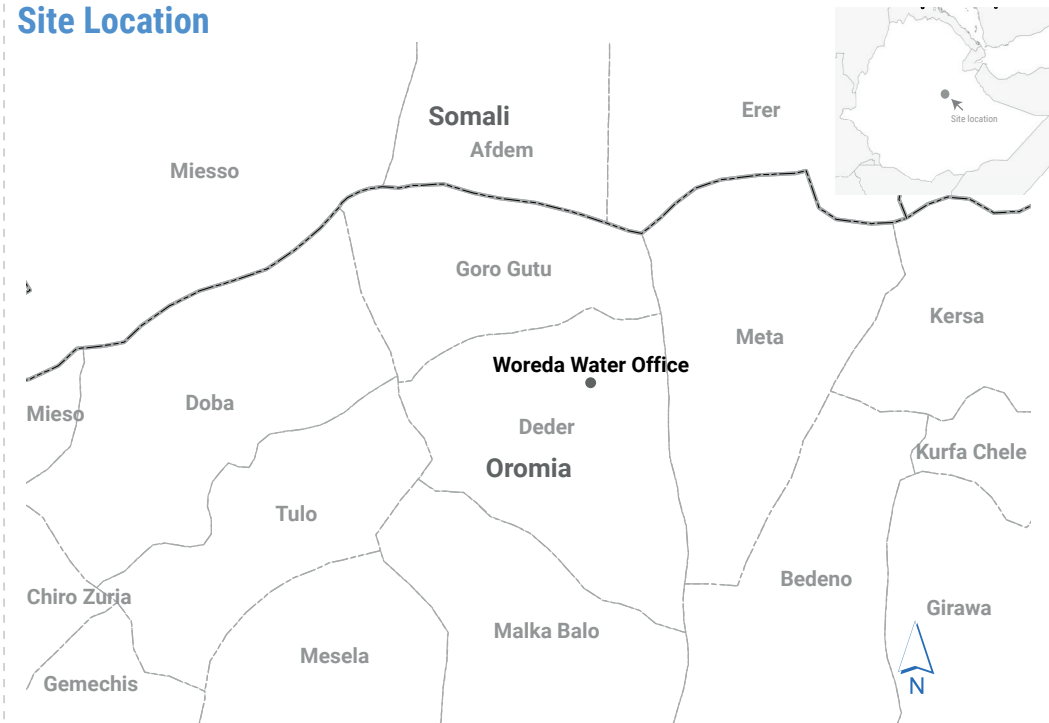 Site Location
Somali
Afdem
Erer
Site location
Miesso
Goro Gutu
Kersa
Meta
Woreda Water Office
Mieso
Doba
Deder
Kurfa Chele
Oromia
Tulo
Bedeno
Chiro Zuria
Girawa
Malka Balo
Mesela
Gemechis
N